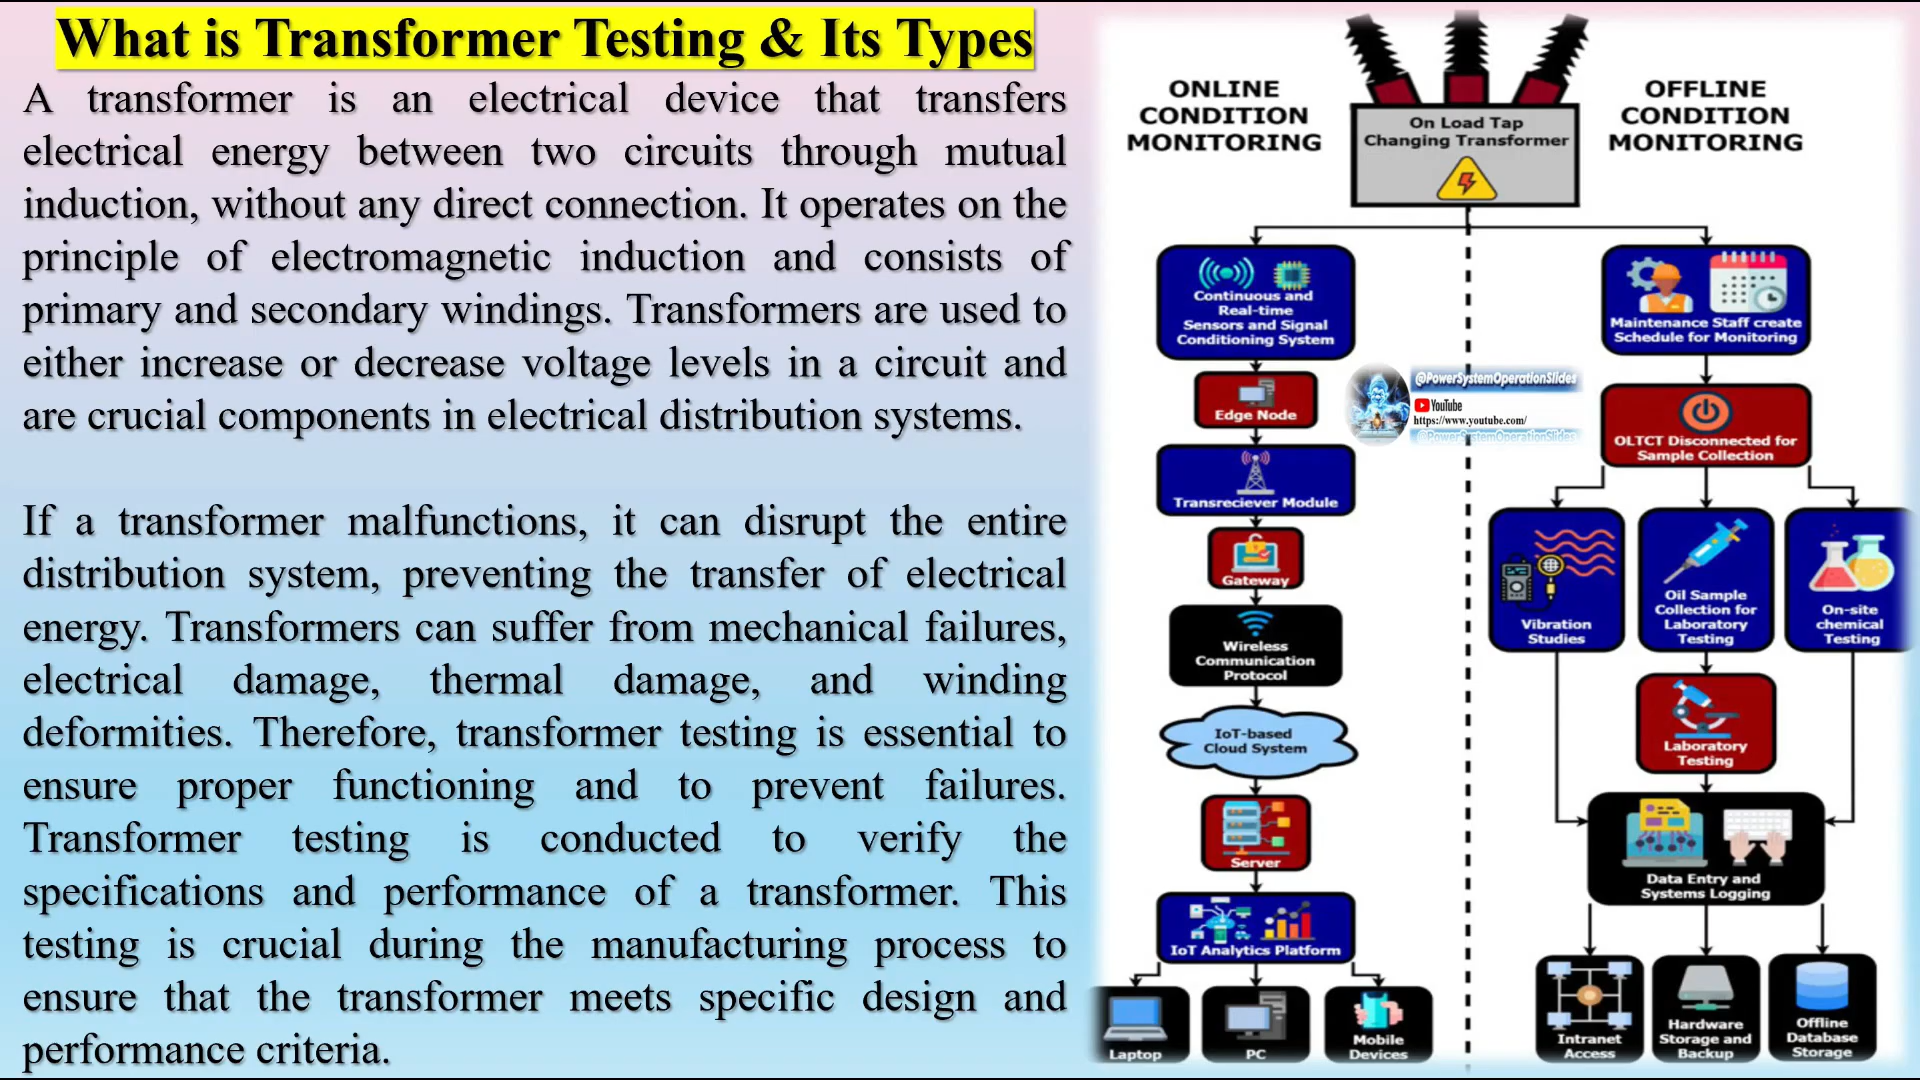 What is Transformer Testing & Its Types
A transformer is an electrical device that transfers
electrical energy between two circuits through mutual
induction, without any direct connection. It operates on the
principle of electromagnetic induction and consists of
primary and secondary windings. Transformers are used to
either increase or decrease voltage levels in a circuit and
are crucial components in electrical distribution systems.
If a transformer malfunctions, it can disrupt the entire
distribution system, preventing the transfer of electrical
energy. Transformers can suffer from mechanical failures,
electrical damage, thermal damage, and winding
deformities. Therefore, transformer testing is essential to
ensure proper functioning and to prevent failures.
Transformer testing is conducted to verify the
specifications and performance of a transformer. This
testing is crucial during the manufacturing process to
ensure that the transformer meets specific design and
performance criteria.
ONLINE
CONDITION
MONITORING
On Load Tap
Changing Transformer
OFFLINE
CONDITION
MONITORING
Continuous and
Real-time
Sensors and Signal
Conditioning System
Edge Node
Transreciever Module
Gateway
Wireless
Communication
Protocol
IoT-based
Cloud System
Server
IoT Analytics Platform
Laptop
PC
Mobile
Devices
@PowerSystemOperationSlides
YouTube
https://www.youtube.com/
@PowerSystemOperationSlides
Maintenance Staff create
Schedule for Monitoring
OLTCT Disconnected for
Sample Collection
Vibration
Studies
Oil Sample
Collection for
Laboratory
Testing
On-site
chemical
Testing
Laboratory
Testing
Data Entry and
Systems Logging
Intranet
Access
Hardware
Storage and
Backup
Offline
Database
Storage